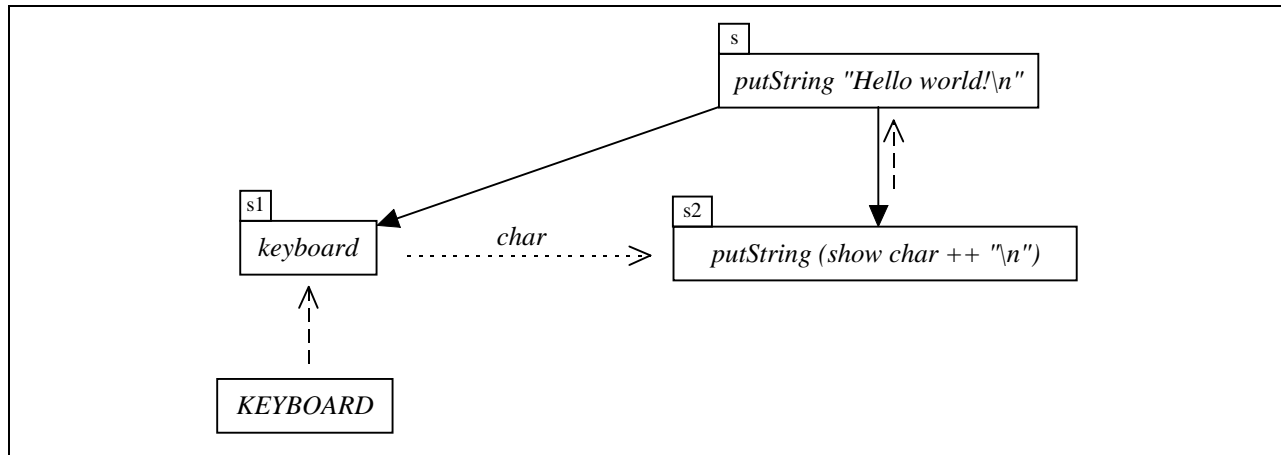 s
putString "Hello world!\n"
s1
keyboard
char
s2
putString (show char ++ "\n")
KEYBOARD